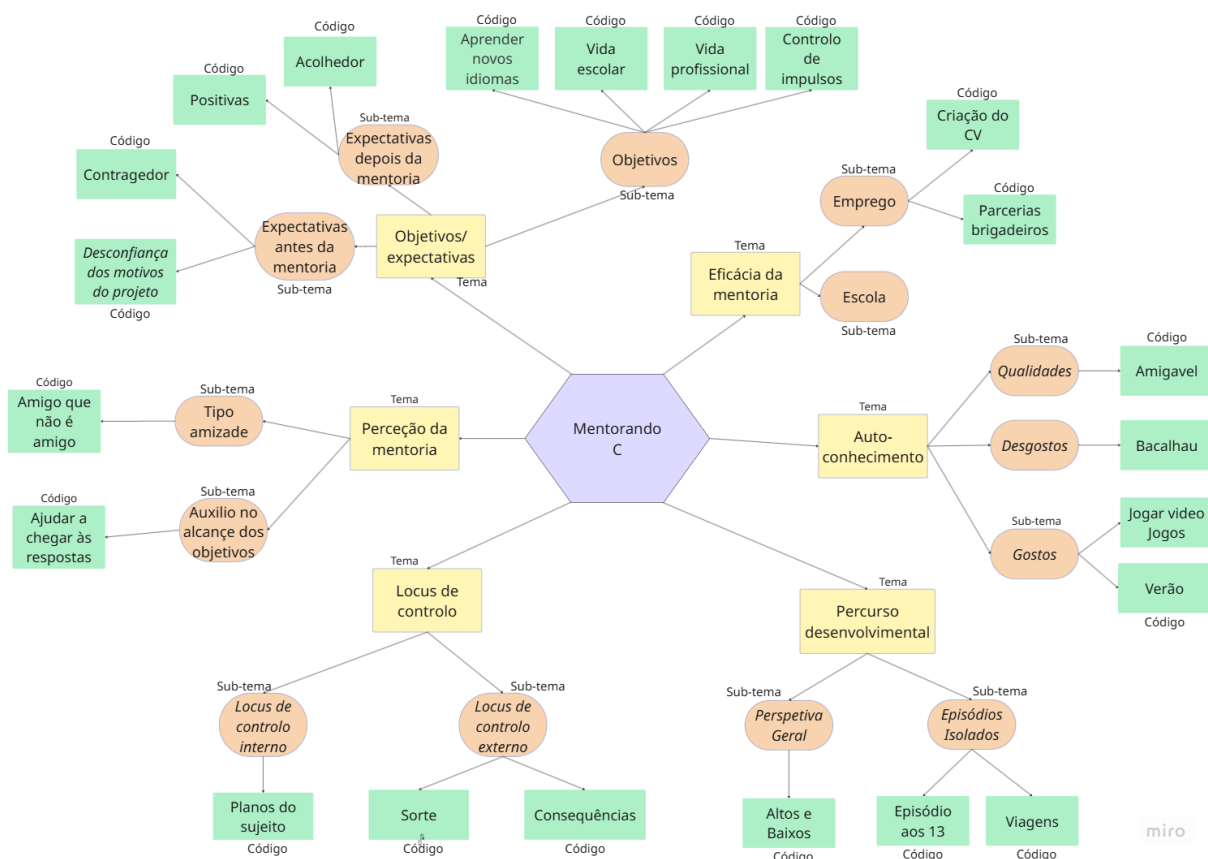 Código
Código
Código
Código
Código
Aprender
novos
idiomas
Vida
escolar
Vida
profissional
Controlo
de
impulsos
Acolhedor
Código
Positivas
Código
Criação do
CV
Sub-tema
Expectativas
depois da
mentoria
Objetivos
Sub-tema
Código
Contragedor
Sub-tema
Emprego
Código
Parcerias
brigadeiros
Expectativas
antes da
mentoria
Sub-tema
Objetivos/
expectativas
Tema
Desconfiança
dos motivos
do projeto
Código
Tema
Eficácia da
mentoria
Escola
Sub-tema
Sub-tema
Qualidades
Código
Amigavel
Código
Amigo que
não é
amigo
Sub-tema
Tipo
amizade
Tema
Perceção da
mentoria
Mentorando
C
Tema
Auto-
conhecimento
Sub-tema
Desgostos
Bacalhau
Código
Ajudar a
chegar às
respostas
Sub-tema
Auxilio no
alcançe dos
objetivos
Sub-tema
Gostos
Código
Jogar video
Jogos
Verão
Código
Tema
Locus de
controlo
Tema
Percurso
desenvolvimental
Sub-tema
Locus de
controlo
interno
Sub-tema
Locus de
controlo
externo
Sub-tema
Perspetiva
Geral
Sub-tema
Episódios
Isolados
Planos do
sujeito
Código
Sorte
Código
Consequências
Código
Altos e
Baixos
Código
Episódio
aos 13
Código
Viagens
Código
miro